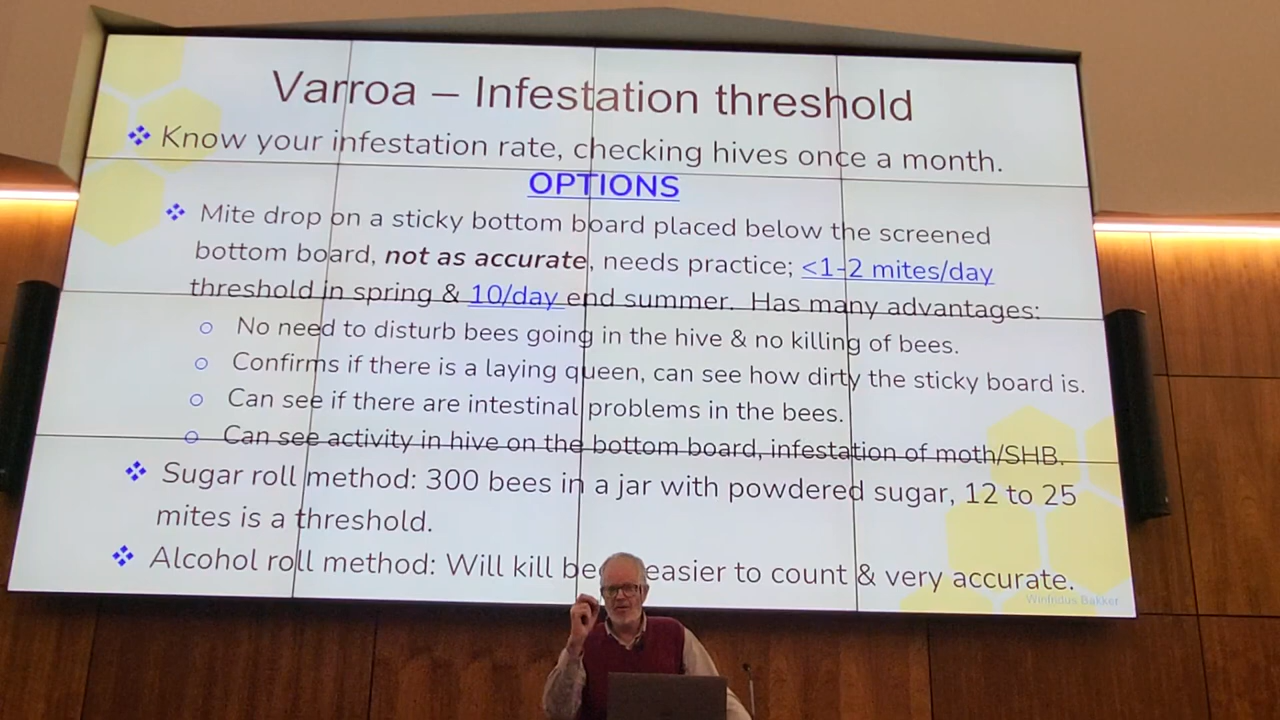 Varroa – Infestation threshold
❖ Know your infestation rate, checking hives once a month.
OPTIONS
❖ Mite drop on a sticky bottom board placed below the screened
bottom board, not as accurate, needs practice; <1-2 mites/day
threshold in spring & 10/day end summer. Has many advantages:
○ No need to disturb bees going in the hive & no killing of bees.
○ Confirms if there is a laying queen, can see how dirty the sticky board is.
○ Can see if there are intestinal problems in the bees.
○ Can see activity in hive on the bottom board, infestation of moth/SHB.
❖ Sugar roll method: 300 bees in a jar with powdered sugar, 12 to 25
mites is a threshold.
❖ Alcohol roll method: Will kill easier to count & very accurate.
Winfridus Bakker